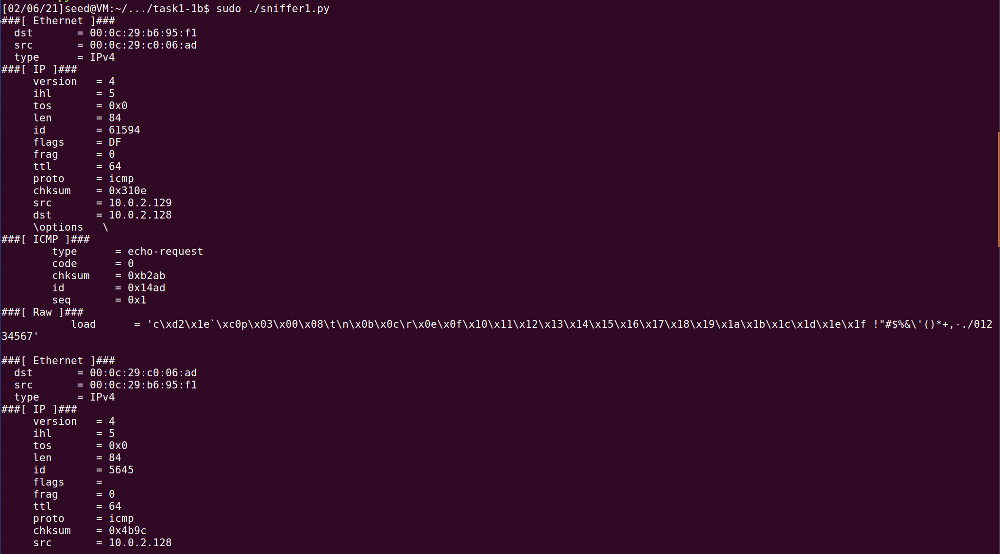 [02/06/21]seed@VM:~/.../task1-1b$ sudo ./sniffer1.py
###[ Ethernet ]###
  dst       = 00:0c:29:b6:95:f1
  src       = 00:0c:29:c0:06:ad
  type      = IPv4
###[ IP ]###
     version   = 4
     ihl       = 5
     tos       = 0x0
     len       = 84
     id        = 61594
     flags     = DF
     frag      = 0
     ttl       = 64
     proto     = icmp
     chksum    = 0x310e
     src       = 10.0.2.129
     dst       = 10.0.2.128
     \options   \
###[ ICMP ]###
        type      = echo-request
        code      = 0
        chksum    = 0xb2ab
        id        = 0x14ad
        seq       = 0x1
###[ Raw ]###
           load      = 'c\xd2\x1e`\xc0p\x03\x00\x08\t\n\x0b\x0c\r\x0e\x0f\x10\x11\x12\x13\x14\x15\x16\x17\x18\x19\x1a\x1b\x1c\x1d\x1e\x1f !"#$%&\'()*+,-./012
34567'

###[ Ethernet ]###
  dst       = 00:0c:29:c0:06:ad
  src       = 00:0c:29:b6:95:f1
  type      = IPv4
###[ IP ]###
     version   = 4
     ihl       = 5
     tos       = 0x0
     len       = 84
     id        = 5645
     flags     =
     frag      = 0
     ttl       = 64
     proto     = icmp
     chksum    = 0x4b9c
     src       = 10.0.2.128